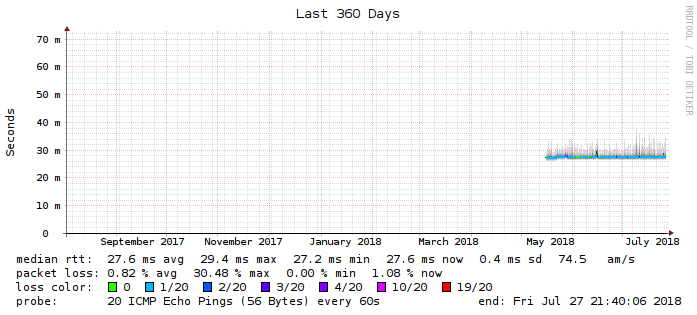 Last 360 Days
RRDTOOL / TOBI OETIKER
Seconds
70 m
60 m
50 m
40 m
30 m
20 m
10 m
0
September 2017 November 2017 January 2018 March 2018 May 2018 July 2018
median rtt: 27.6 ms avg 29.4 ms max 27.2 ms min 27.6 ms now 0.4 ms sd 74.5 am/s
packet loss: 0.82 % avg 30.48 % max 0.00 % min 1.08 % now
loss color: 0 1/20 2/20 3/20 4/20 10/20 19/20
probe: 20 ICMP Echo Pings (56 Bytes) every 60s end: Fri Jul 27 21:40:06 2018